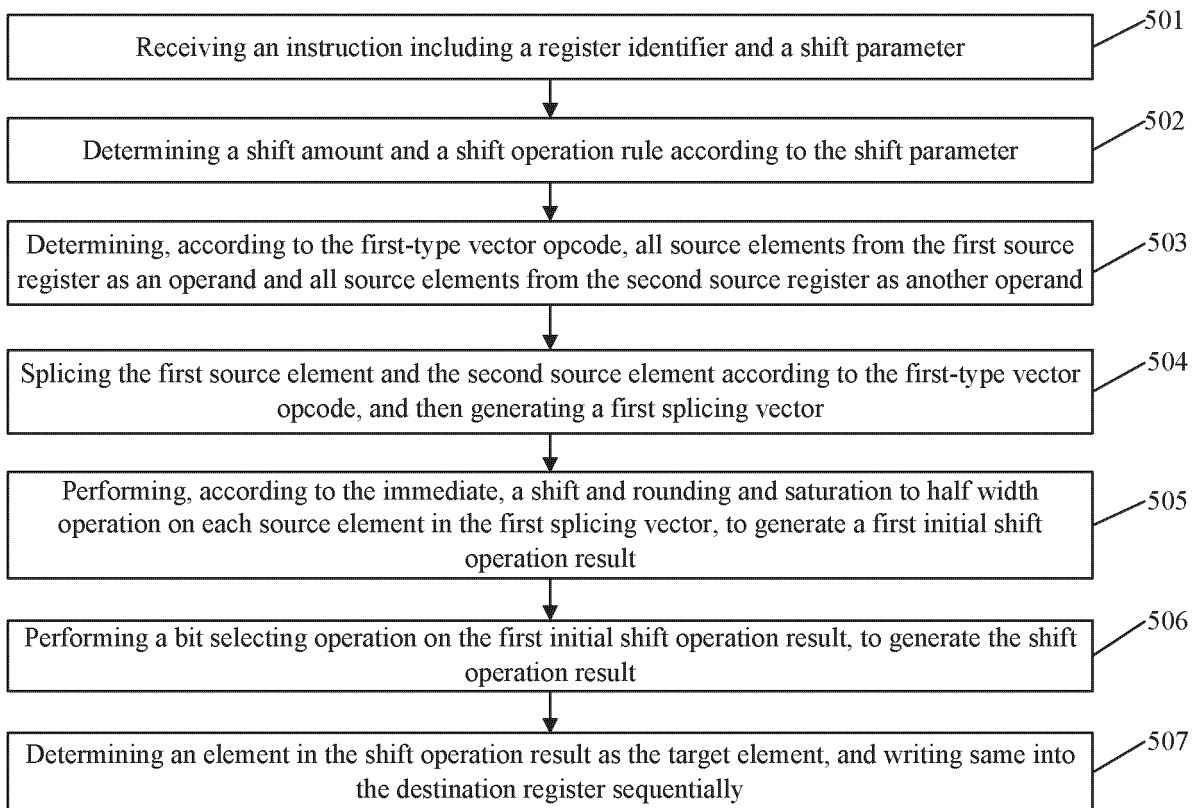 501
Receiving an instruction including a register identifier and a shift parameter
502
Determining a shift amount and a shift operation rule according to the shift parameter
503
Determining, according to the first-type vector opcode, all source elements from the first source
register as an operand and all source elements from the second source register as another operand
504
Splicing the first source element and the second source element according to the first-type vector
opcode, and then generating a first splicing vector
505
Performing, according to the immediate, a shift and rounding and saturation to half width
operation on each source element in the first splicing vector, to generate a first initial shift
operation result
506
Performing a bit selecting operation on the first initial shift operation result, to generate the shift
operation result
507
Determining an element in the shift operation result as the target element, and writing same into
the destination register sequentially